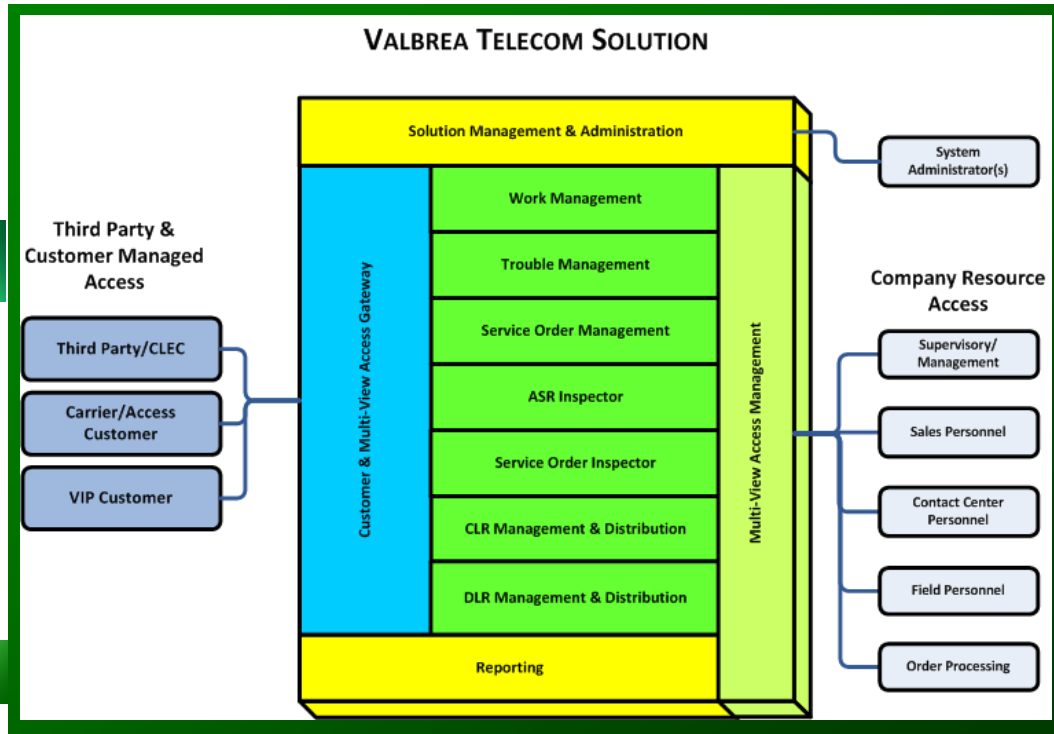 VALBREA TELECOM SOLUTION
Solution Management & Administration
System
Administrator(s)
Third Party &
Customer Managed
Access
Third Party/CLEC
Carrier/Access
Customer
VIP Customer
Customer & Multi-View Access Gateway
Work Management
Trouble Management
Service Order Management
ASR Inspector
Service Order Inspector
CLR Management & Distribution
DLR Management & Distribution
Reporting
Multi-View Access Management
Company Resource
Access
Supervisory/
Management
Sales Personnel
Contact Center
Personnel
Field Personnel
Order Processing